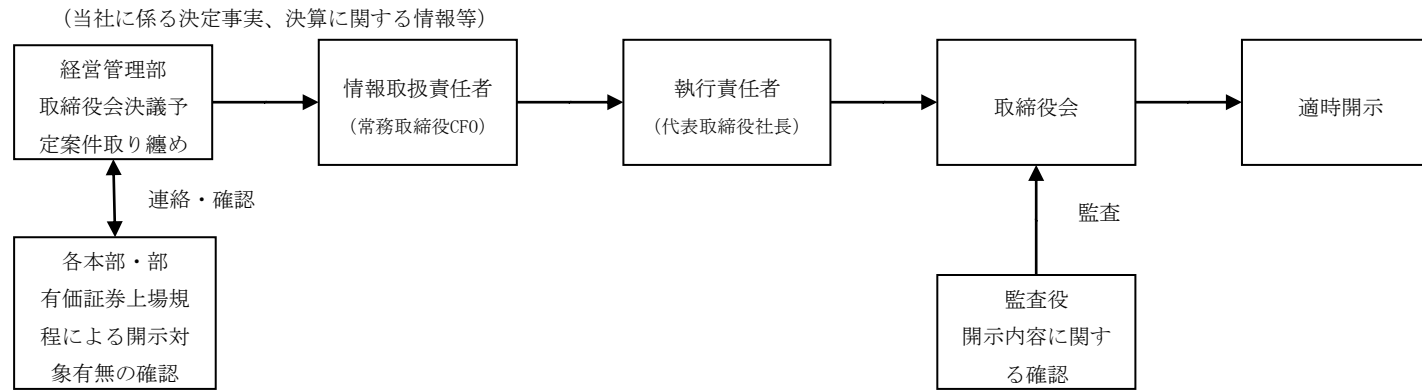 (当社に係る決定事実、決算に関する情報等)
経営管理部
取締役会決議予
定案件取り纏め
情報取扱責任者
(常務取締役CFO)
執行責任者
(代表取締役社長)
取締役会
適時開示
連絡・確認
監査
各本部・部
有価証券上場規
程による開示対
象有無の確認
監査役
開示内容に関す
る確認